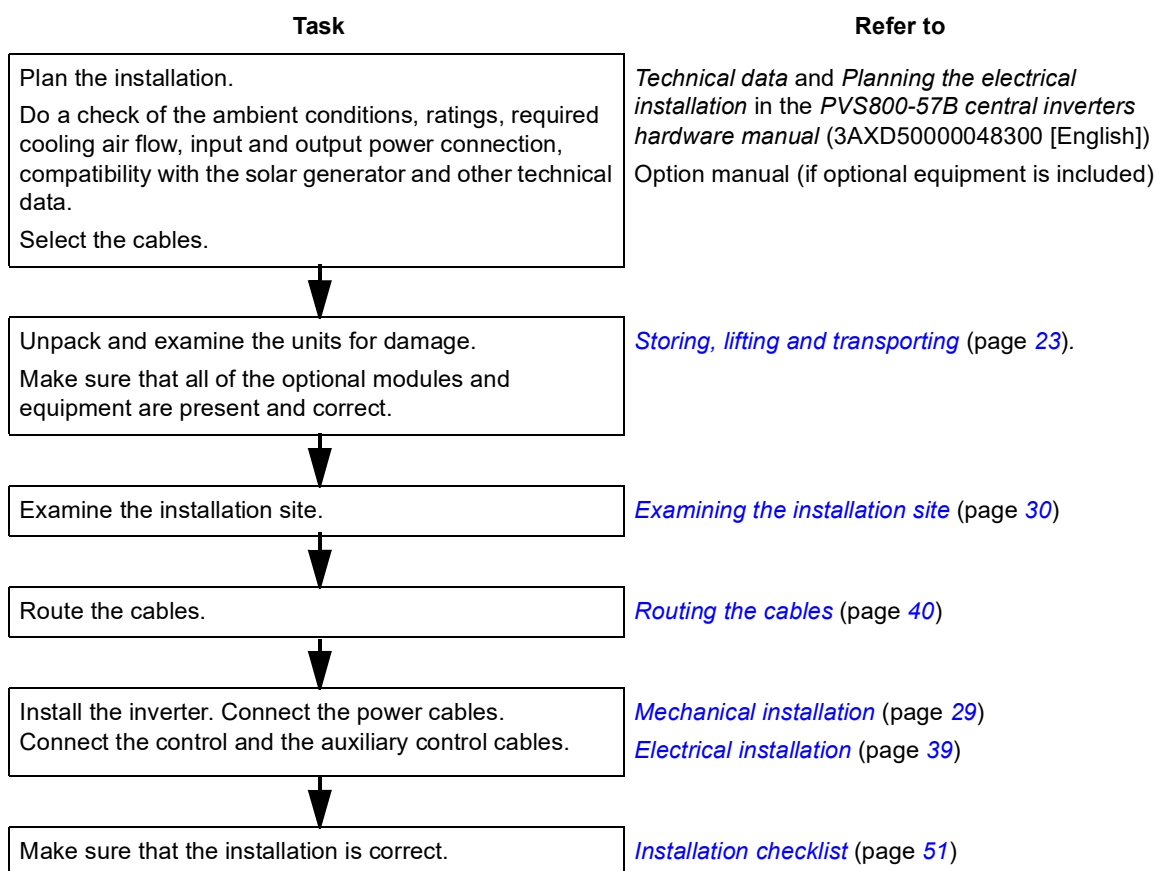 Task
Refer to
Plan the installation.
Do a check of the ambient conditions, ratings, required
cooling air flow, input and output power connection,
compatibility with the solar generator and other technical
data.
Select the cables.
Technical data and Planning the electrical
installation in the PVS800-57B central inverters
hardware manual (3AXD50000048300 [English])
Option manual (if optional equipment is included)
Unpack and examine the units for damage.
Make sure that all of the optional modules and
equipment are present and correct.
Storing, lifting and transporting (page 23).
Examine the installation site.
Examining the installation site (page 30)
Route the cables.
Routing the cables (page 40)
Install the inverter. Connect the power cables.
Connect the control and the auxiliary control cables.
Mechanical installation (page 29)
Electrical installation (page 39)
Make sure that the installation is correct.
Installation checklist (page 51)